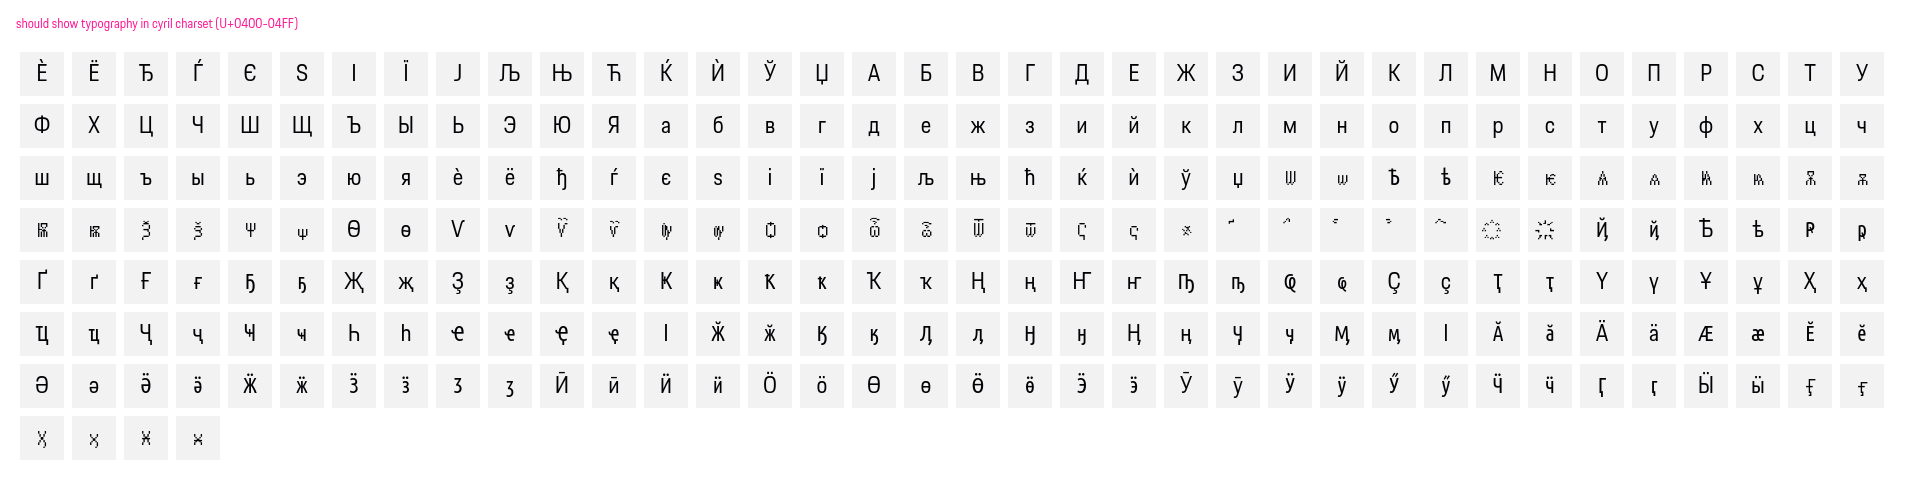 should show typography in cyril charset (U+0400-04FF)
Ѐ Ё Ђ Ѓ Є Ѕ І Ї Ј Љ Њ Ћ Ќ Ѝ Ў Џ А Б В Г Д Е Ж З И Й К Л М Н О П Р С Т У
Ф Х Ц Ч Ш Щ Ъ Ы Ь Э Ю Я а б в г д е ж з и й к л м н о п р с т у ф х ц ч
ш щ ъ ы ь э ю я ѐ ё ђ ѓ є ѕ і ї ј љ њ ћ ќ ѝ ў џ Ѡ ѡ Ѣ ѣ Ѥ ѥ Ѧ ѧ Ѩ ѩ Ѫ ѫ
Ѭ ѭ Ѯ ѯ Ѱ ѱ Ѳ ѳ Ѵ ѵ Ѷ ѷ Ѹ ѹ Ѻ ѻ Ѽ ѽ Ѿ ѿ Ҁ ҁ ҂ ҃ ҄ ҅ ҆ ҇ ҈ ҉ Ҋ ҋ Ҍ ҍ Ҏ ҏ
Ґ ґ Ғ ғ Ҕ ҕ Җ җ Ҙ ҙ Қ қ Ҝ ҝ Ҟ ҟ Ҡ ҡ Ң ң Ҥ ҥ Ҧ ҧ Ҩ ҩ Ҫ ҫ Ҭ ҭ Ү ү Ұ ұ Ҳ ҳ
Ҵ ҵ Ҷ ҷ Ҹ ҹ Һ һ Ҽ ҽ Ҿ ҿ Ӏ Ӂ ӂ Ӄ ӄ Ӆ ӆ Ӈ ӈ Ӊ ӊ Ӌ ӌ Ӎ ӎ ӏ Ӑ ӑ Ӓ ӓ Ӕ ӕ Ӗ ӗ
Ә ә Ӛ ӛ Ӝ ӝ Ӟ ӟ Ӡ ӡ Ӣ ӣ Ӥ ӥ Ӧ ӧ Ө ө Ӫ ӫ Ӭ ӭ Ӯ ӯ Ӱ ӱ Ӳ ӳ Ӵ ӵ Ӷ ӷ Ӹ ӹ Ӻ ӻ
Ӽ ӽ Ӿ ӿ